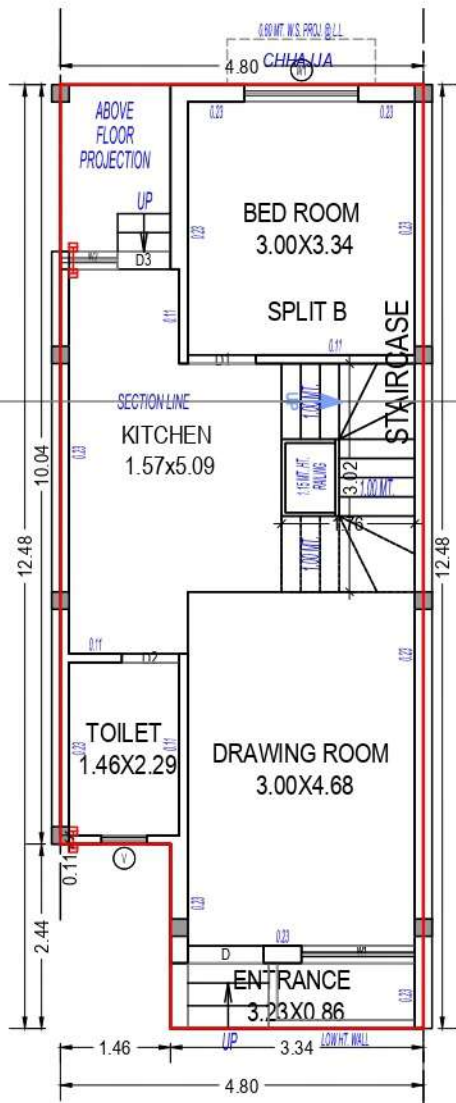 0.60 MT. W.S. PROJ. @ L.L
CHHAJJA
4.80
W1
0.23
0.23
ABOVE
FLOOR
PROJECTION
UP
BED ROOM
3.00X3.34
0.23
0.23
D3
SPLIT B
0.11
0.11
D1
STAIRCASE
SECTION LINE
1.00 MT.
KITCHEN
1.57x5.09
10.04
0.23
1.15 MT. HT.
RAILING
3.02
1.00 MT.
12.48
12.48
1.76
1.00 MT.
0.11
D2
0.23
TOILET
1.46X2.29
0.23
0.11
DRAWING ROOM
3.00X4.68
0.11
V
2.44
0.23
0.23
D
W1
ENTRANCE
3.23X0.86
0.23
UP
LOW HT. WALL
1.46
3.34
4.80